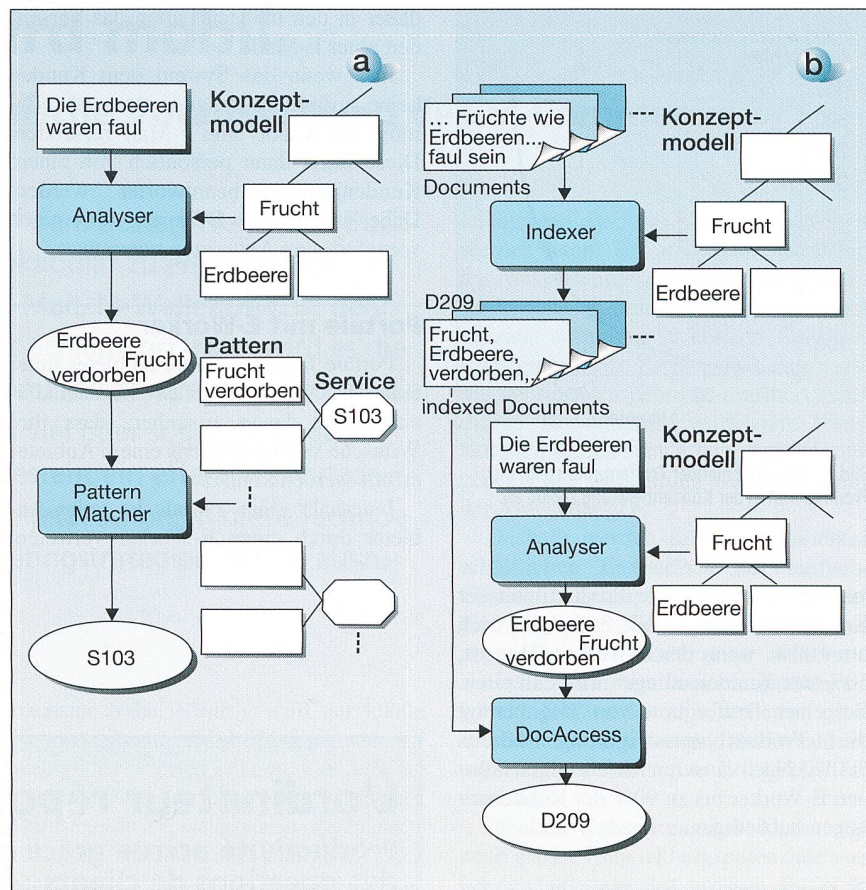 a
Die Erdbeeren
waren faul
Konzept-
modell
Analyser
Frucht
Erdbeere
Erdbeere
Frucht
verdorben
Pattern
Frucht
verdorben
Service
S103
Pattern
Matcher
S103
b
... Früchte wie
Erdbeeren...
faul sein
Documents
Konzept-
modell
Indexer
Frucht
Erdbeere
D209
Frucht,
Erdbeere,
verdorben,..
indexed Documents
Die Erdbeeren
waren faul
Konzept-
modell
Analyser
Frucht
Erdbeere
Erdbeere
Frucht
verdorben
DocAccess
D209